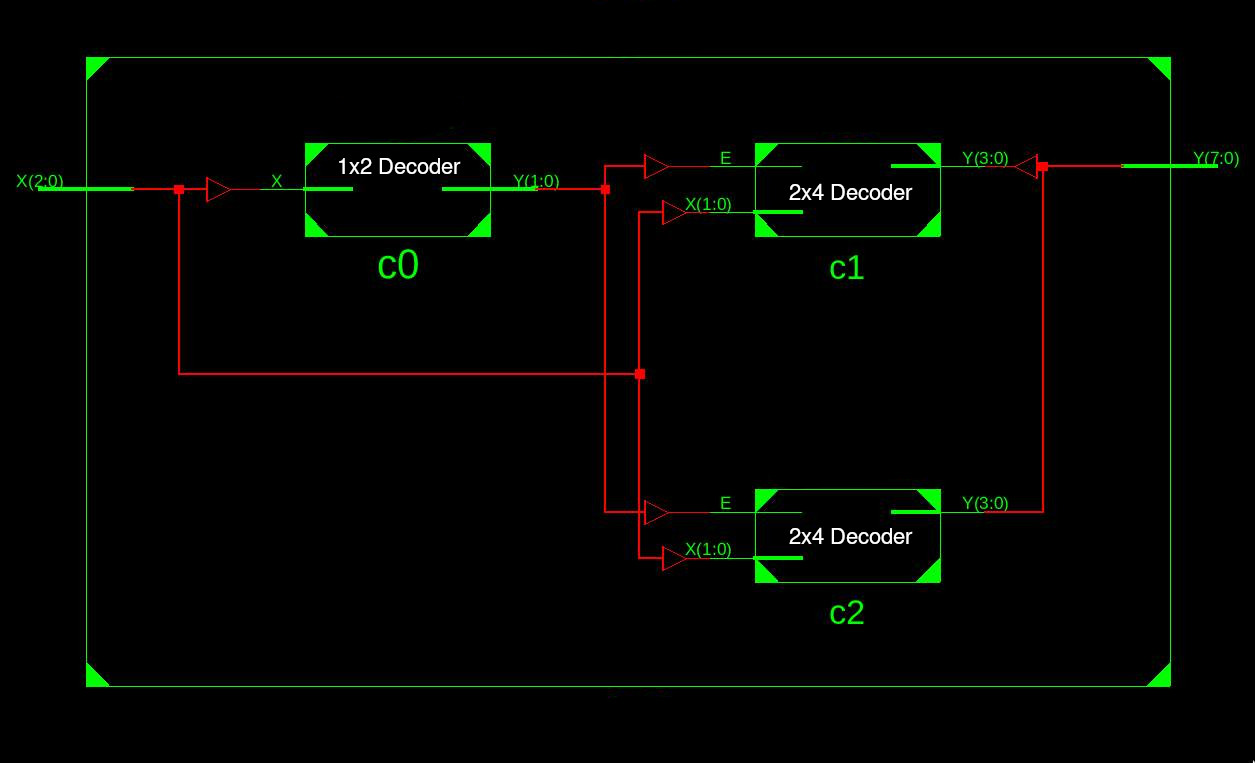 X(2:0)
X
1x2 Decoder
Y(1:0)
c0
E
X(1:0)
2x4 Decoder
Y(3:0)
Y(7:0)
c1
E
X(1:0)
2x4 Decoder
Y(3:0)
c2